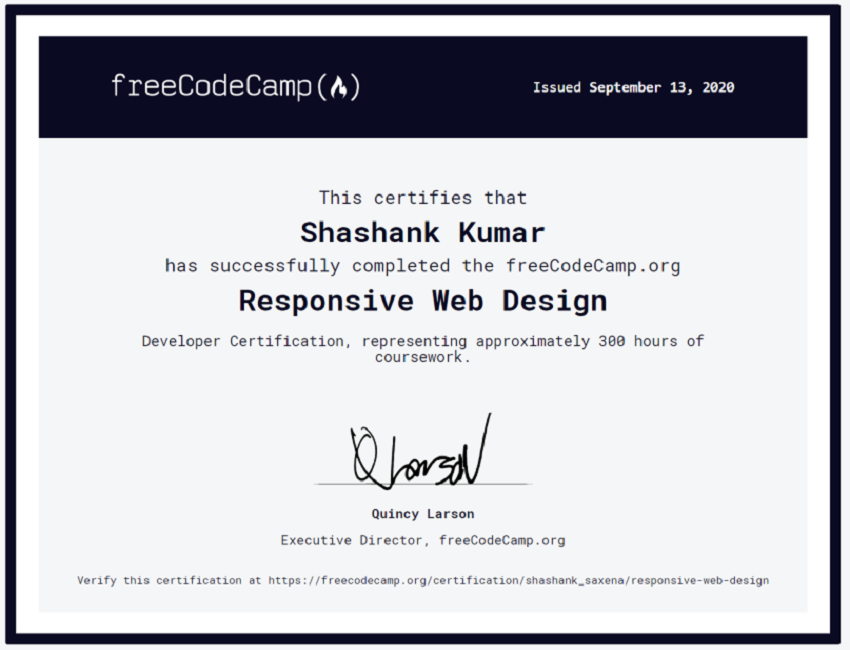 freeCodeCamp(🔥)
Issued September 13, 2020
This certifies that
Shashank Kumar
has successfully completed the freeCodeCamp.org
Responsive Web Design
Developer Certification, representing approximately 300 hours of
coursework.
Q Larson
Quincy Larson
Executive Director, freeCodeCamp.org
Verify this certification at https://freecodecamp.org/certification/shashank_saxena/responsive-web-design